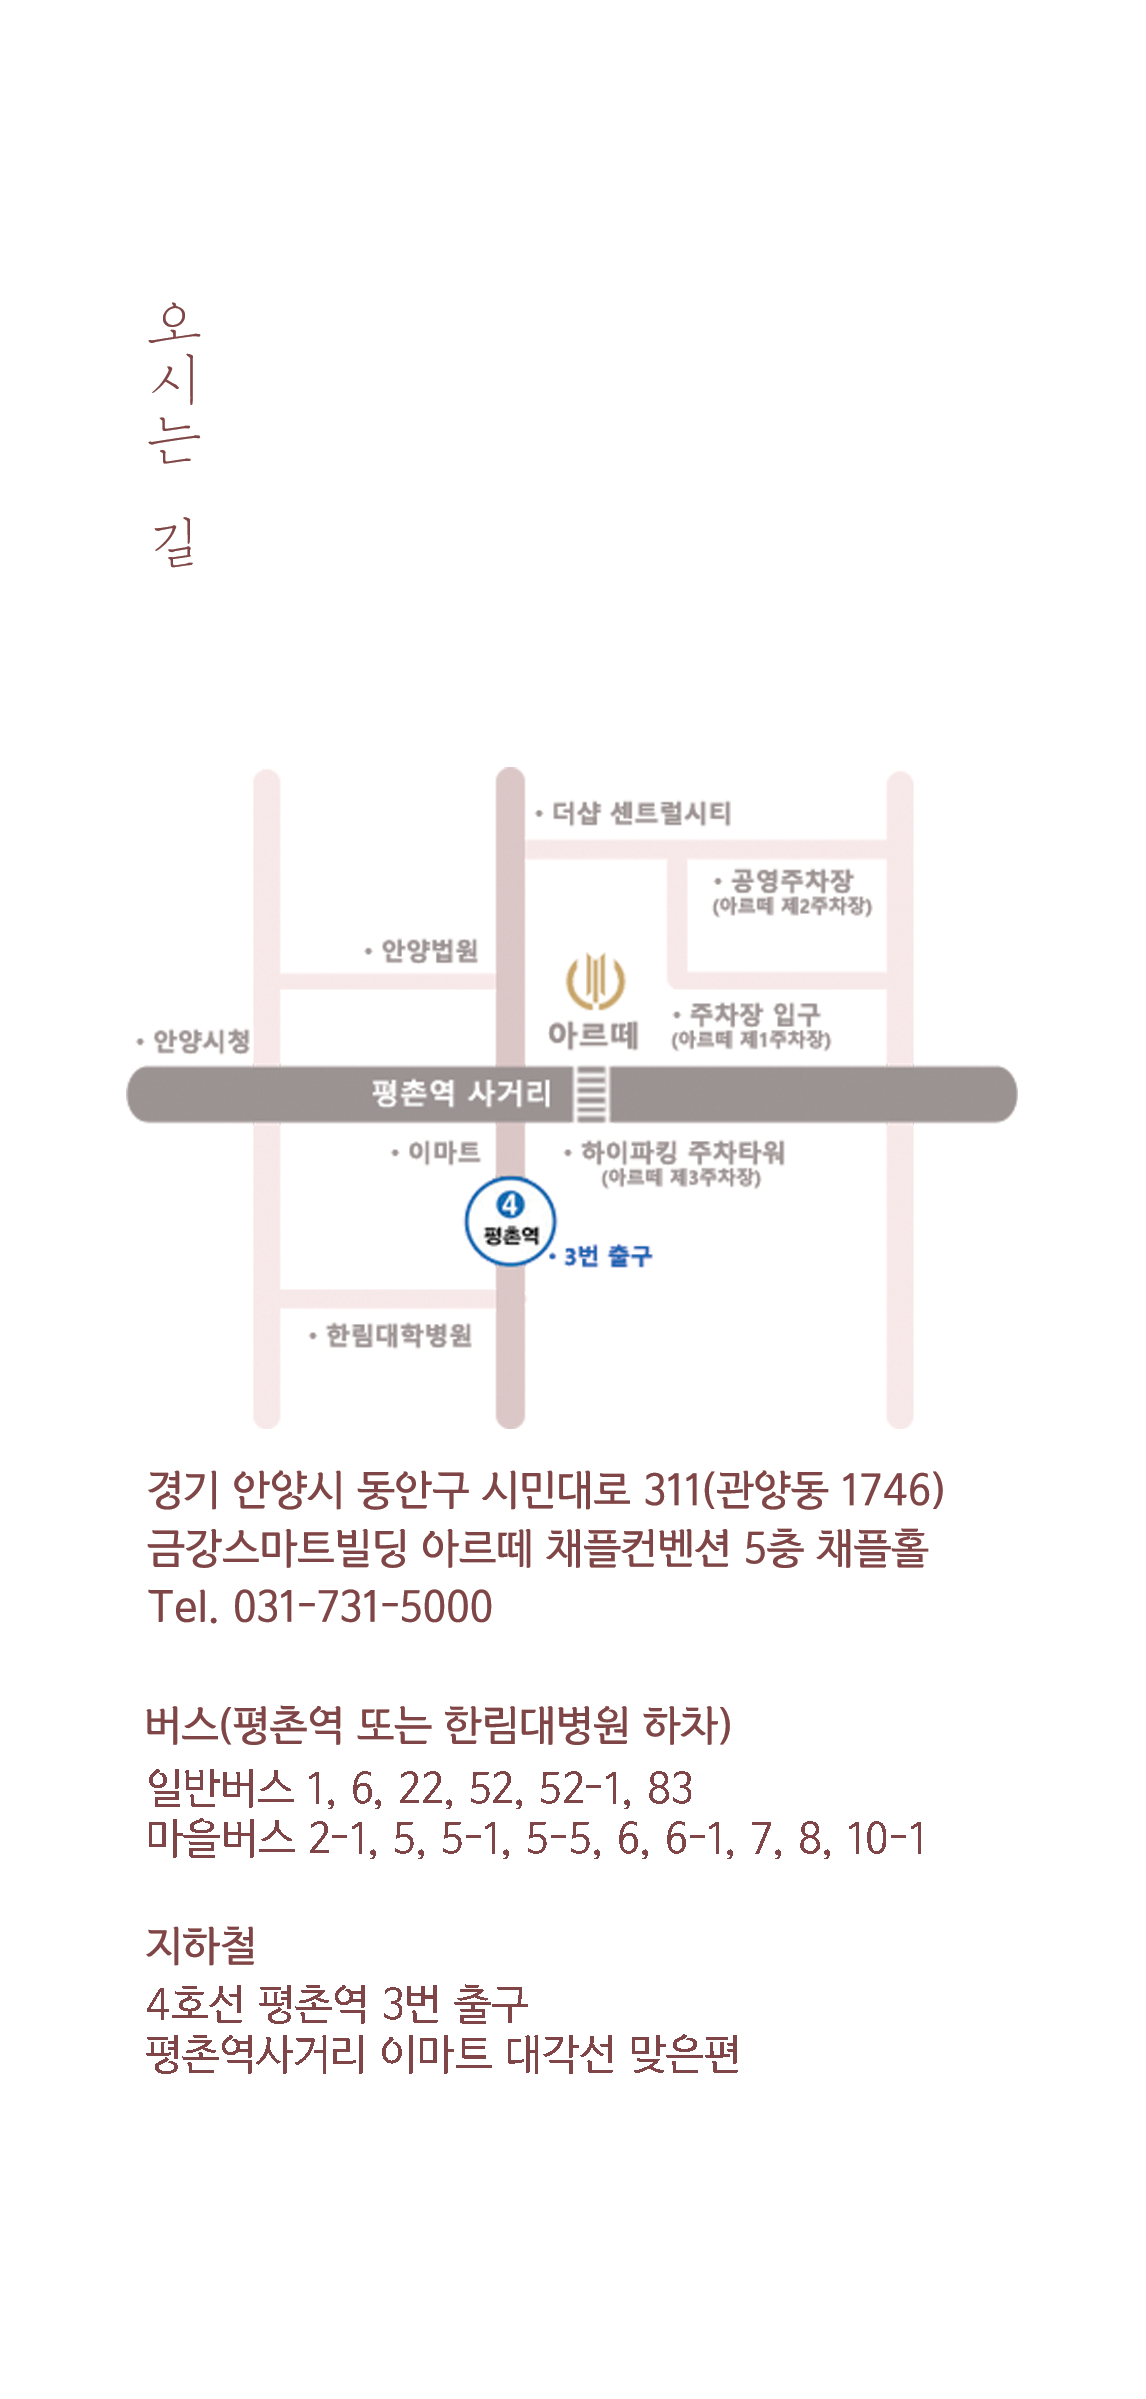 오시는 길
• 더샵 센트럴시티
• 공영주차장
(아르떼 제2주차장)
• 안양법원
아르떼
• 주차장 입구
(아르떼 제1주차장)
• 안양시청
평촌역 사거리
• 이마트
• 하이파킹 주차타워
(아르떼 제3주차장)
4
평촌역
• 3번 출구
• 한림대학병원
경기 안양시 동안구 시민대로 311(관양동 1746)
금강스마트빌딩 아르떼 채플컨벤션 5층 채플홀
Tel. 031-731-5000
버스(평촌역 또는 한림대병원 하차)
일반버스 1, 6, 22, 52, 52-1, 83
마을버스 2-1, 5, 5-1, 5-5, 6, 6-1, 7, 8, 10-1
지하철
4호선 평촌역 3번 출구
평촌역사거리 이마트 대각선 맞은편